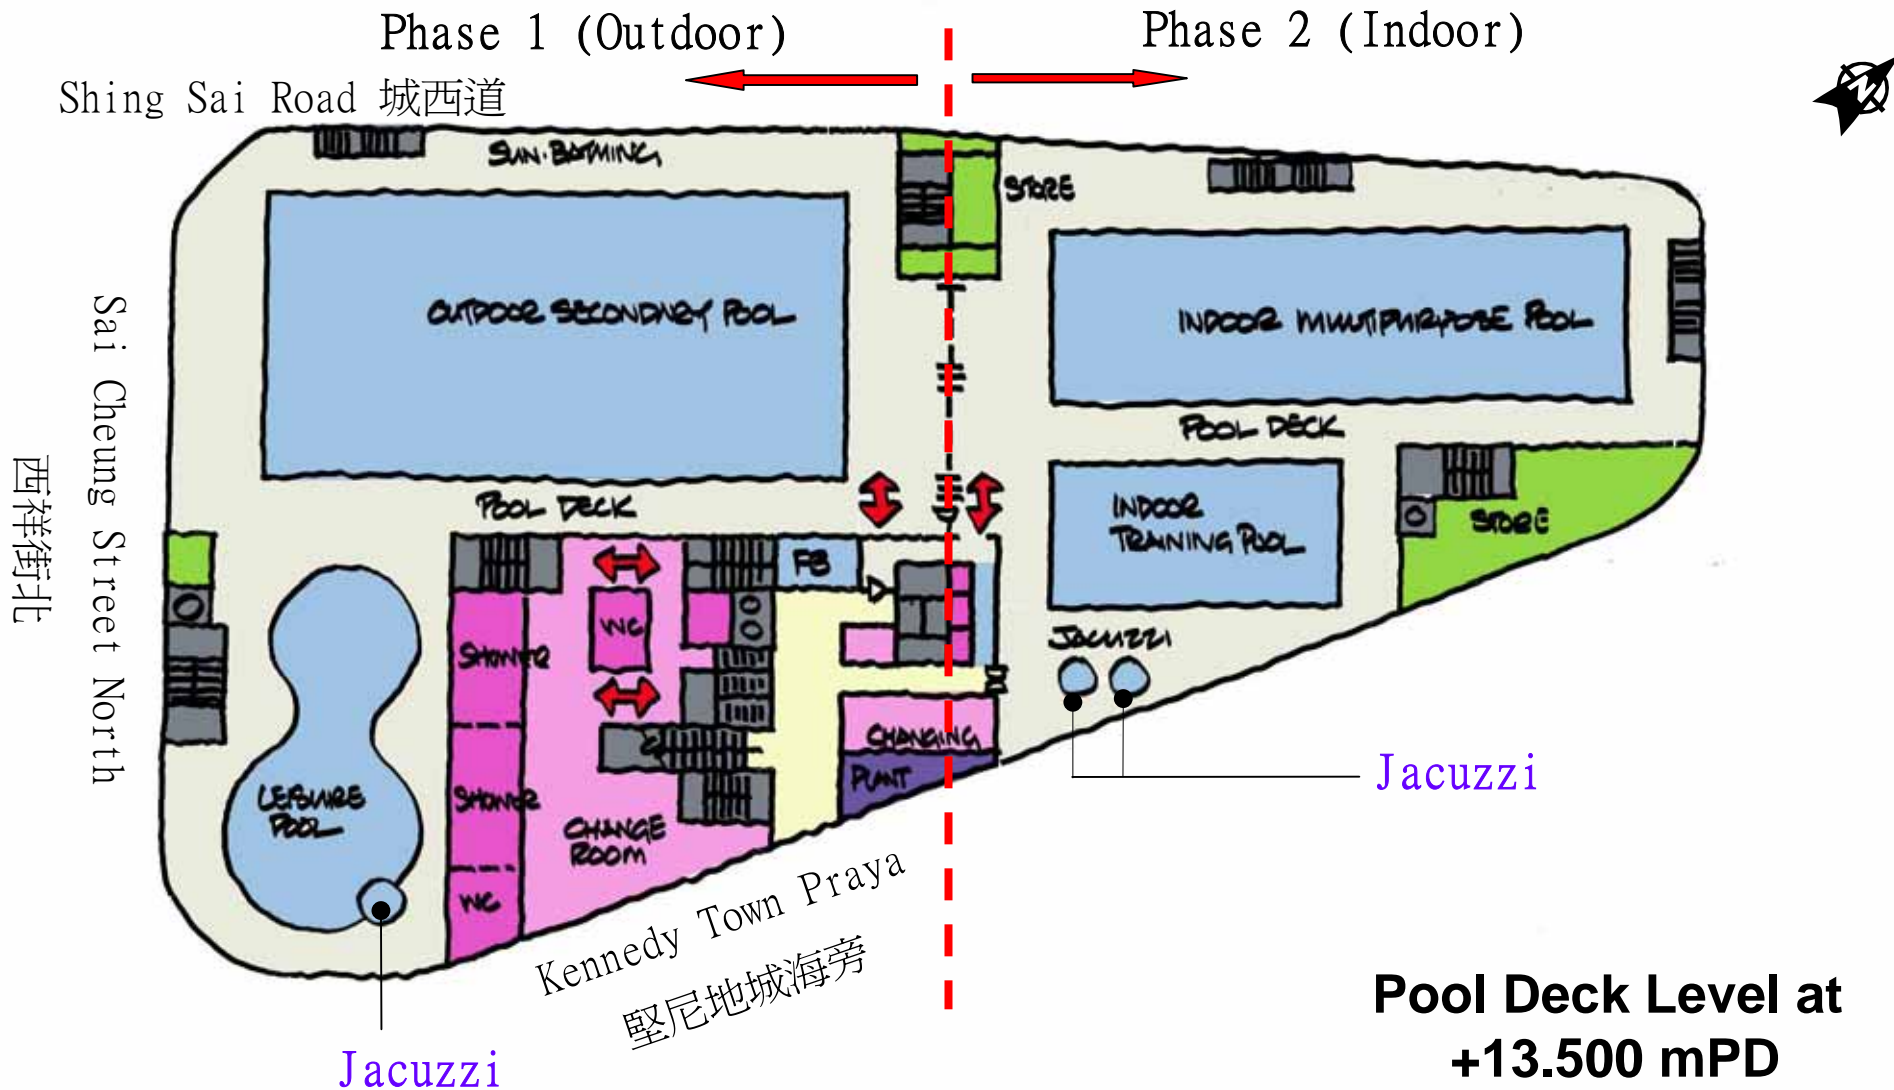 Phase 1 (Outdoor)
Phase 2 (Indoor)
Shing Sai Road 城西道
N
SUN·BATHING
STORE
OUTDOOR SECONDARY POOL
INDOOR MULTIPURPOSE POOL
Sai Cheung Street North
西祥街北
POOL DECK
POOL DECK
INDOOR
TRAINING POOL
STORE
FB
WC
SHOWER
JACUZZI
CHANGING
PLANT
Jacuzzi
LEISURE
POOL
SHOWER
CHANGE
ROOM
WC
Kennedy Town Praya
堅尼地城海旁
Jacuzzi
Pool Deck Level at
+13.500 mPD